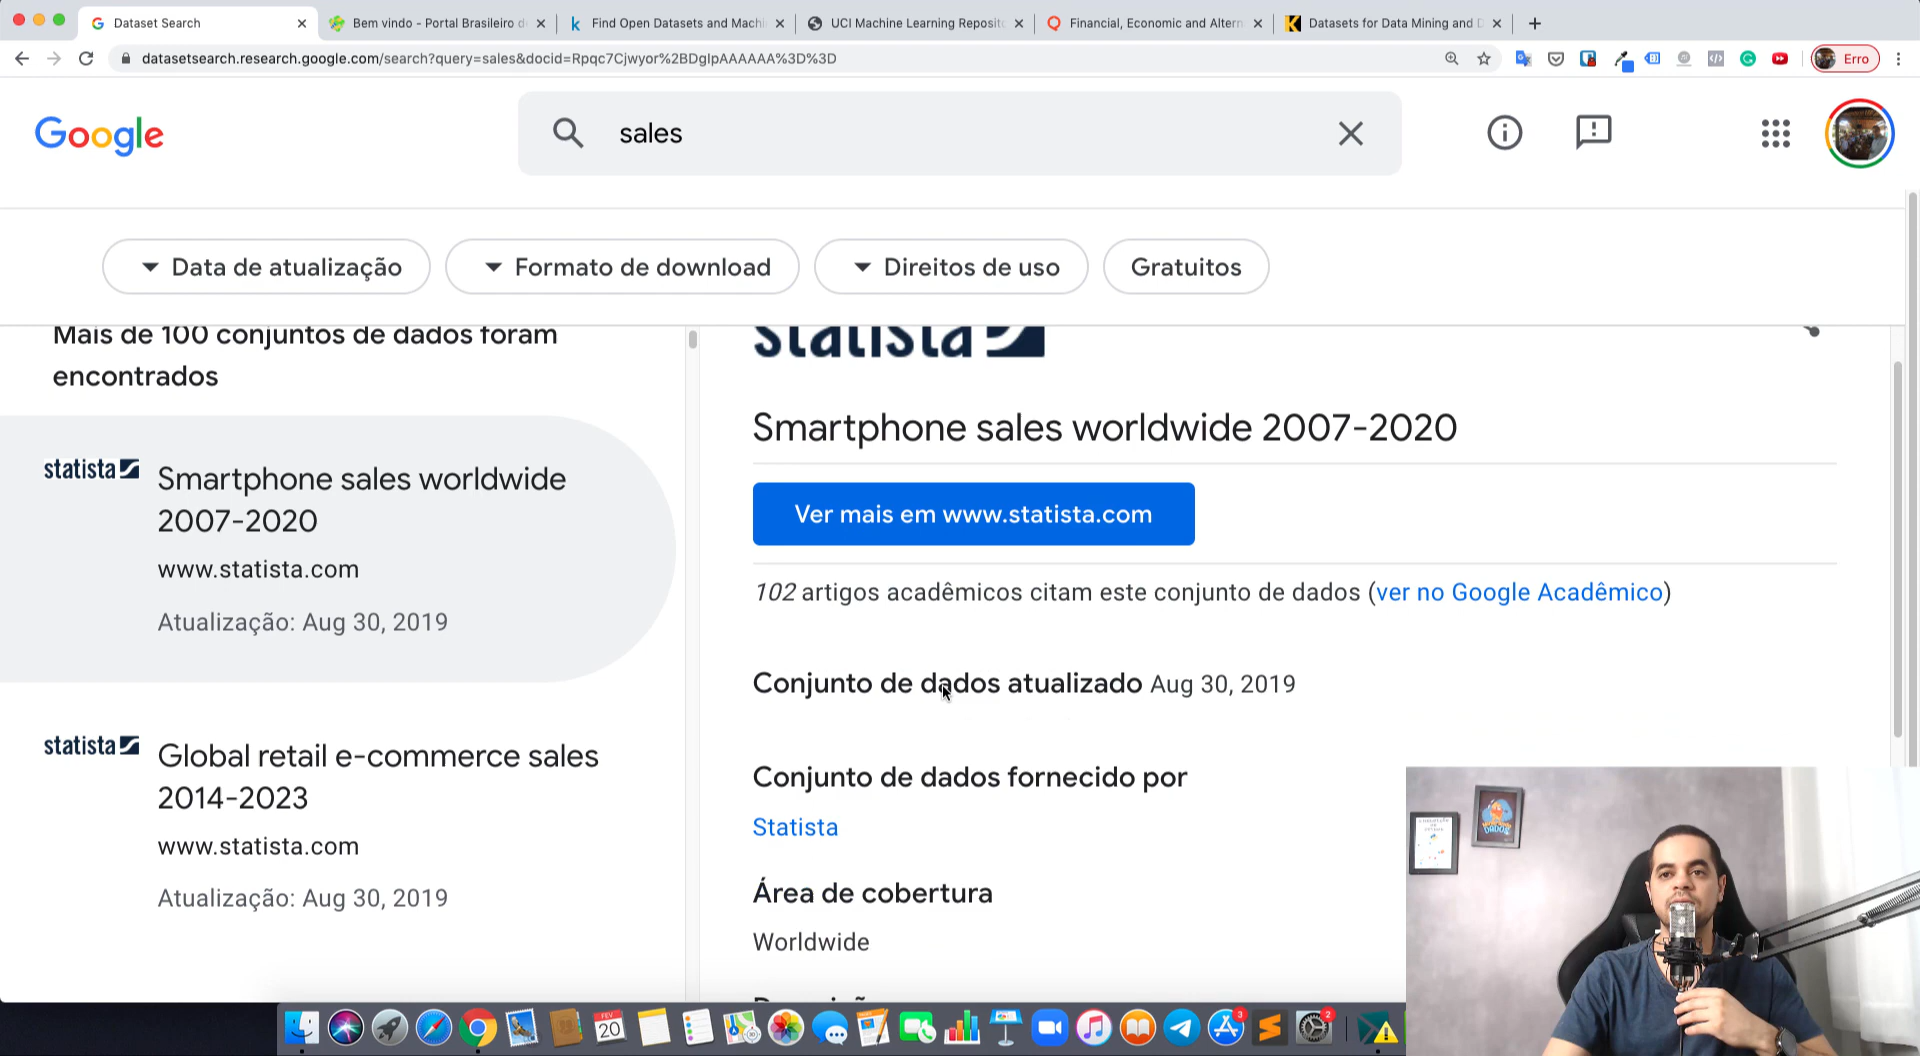 Dataset Search
Bem vindo - Portal Brasileiro d
Find Open Datasets and Machi
UCI Machine Learning Reposito
Financial, Economic and Altern
Datasets for Data Mining and D
datasetsearch.research.google.com/search?query=sales&docid=Rpqc7Cjwyor%2BDglpAAAAAA%3D%3D
Erro
Google
sales
Data de atualização
Formato de download
Direitos de uso
Gratuitos
Mais de 100 conjuntos de dados foram
encontrados
statista
Smartphone sales worldwide
2007-2020
www.statista.com
Atualização: Aug 30, 2019
statista
Global retail e-commerce sales
2014-2023
www.statista.com
Atualização: Aug 30, 2019
statista
Smartphone sales worldwide 2007-2020
Ver mais em www.statista.com
102 artigos acadêmicos citam este conjunto de dados (ver no Google Acadêmico)
Conjunto de dados atualizado Aug 30, 2019
Conjunto de dados fornecido por
Statista
Área de cobertura
Worldwide
FEV
20
3
2